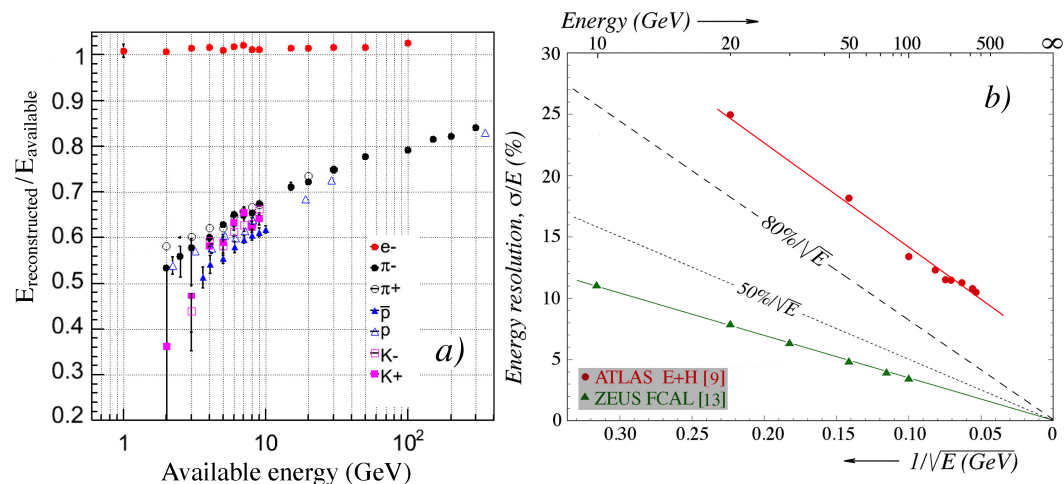 E_reconstructed / E_available
1
0.9
0.8
0.7
0.6
0.5
0.4
0.3
0.2
e-
π-
π+
p̅
p
K-
K+
a)
1
10
10²
Available energy (GeV)
Energy (GeV)
10
20
50
100
500
∞
b)
Energy resolution, σ/E (%)
30
25
20
15
10
5
0
80%/√E
50%/√E
ATLAS E+H [9]
ZEUS FCAL [13]
0.30
0.25
0.20
0.15
0.10
0.05
0
1/√E (GeV)